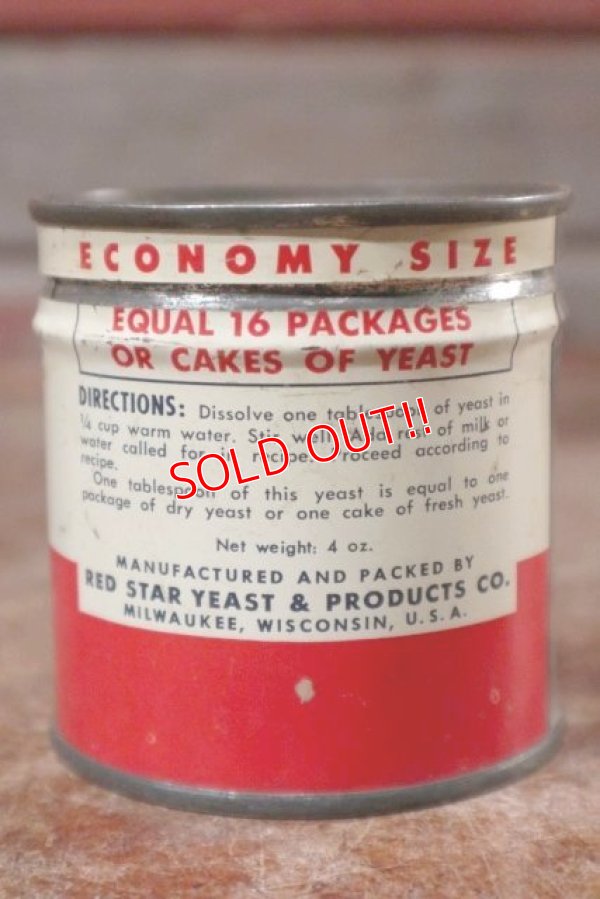 ECONOMY SIZE
EQUAL 16 PACKAGES
OR CAKES OF YEAST
DIRECTIONS: Dissolve one tablespoon of yeast in
¼ cup warm water. Stir well. Add rest of milk or
water called for in recipe. Proceed according to
recipe.
One tablespoon of this yeast is equal to one
package of dry yeast or one cake of fresh yeast.
SOLD OUT!!
Net weight: 4 oz.
MANUFACTURED AND PACKED BY
RED STAR YEAST & PRODUCTS CO.
MILWAUKEE, WISCONSIN, U.S.A.